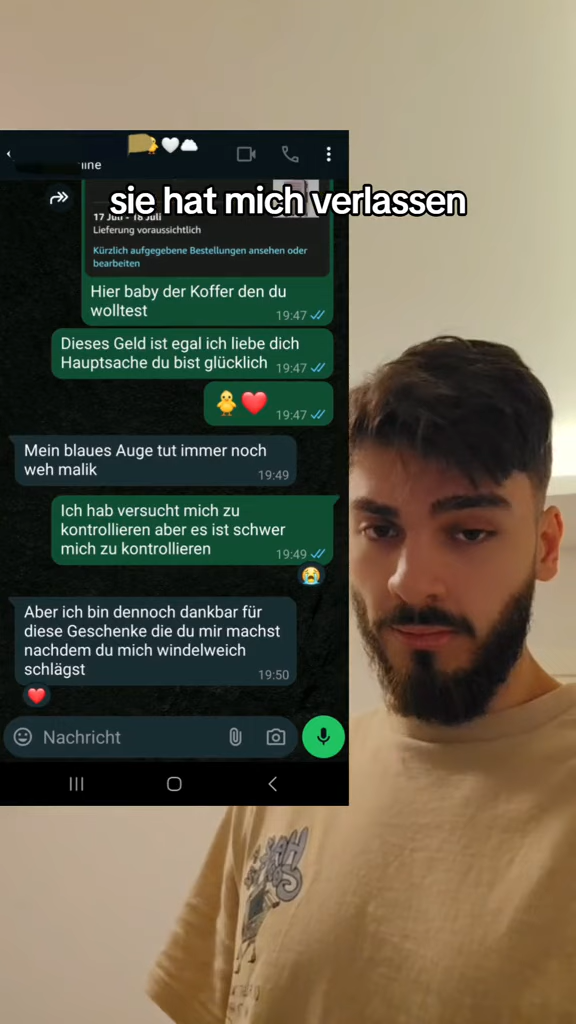 sie hat mich verlassen
17 Juli - 18 Juli
Lieferung voraussichtlich
Kürzlich aufgegebene Bestellungen ansehen oder
bearbeiten
Hier baby der Koffer den du
wolltest
19:47
Dieses Geld ist egal ich liebe dich
Hauptsache du bist glücklich
19:47
🐥❤️
19:47
Mein blaues Auge tut immer noch
weh malik
19:49
Ich hab versucht mich zu
kontrollieren aber es ist schwer
mich zu kontrollieren
19:49
😭
Aber ich bin dennoch dankbar für
diese Geschenke die du mir machst
nachdem du mich windelweich
schlägst
19:50
❤️
Nachricht